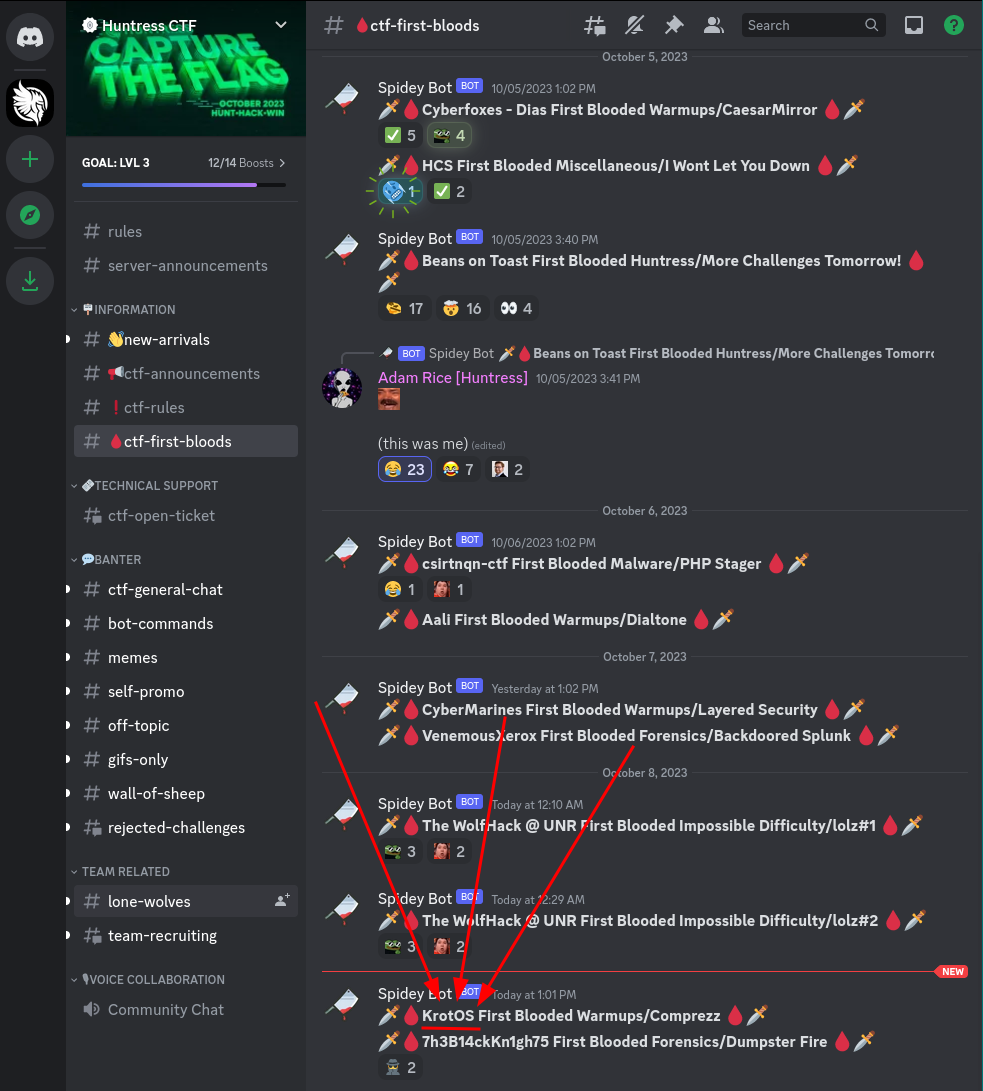 Huntress CTF
CAPTURE
THE FLAG
OCTOBER 2023
HUNT-HACK-WIN
GOAL: LVL 3 12/14 Boosts
rules
server-announcements
INFORMATION
new-arrivals
ctf-announcements
ctf-rules
ctf-first-bloods
TECHNICAL SUPPORT
ctf-open-ticket
BANTER
ctf-general-chat
bot-commands
memes
self-promo
off-topic
gifs-only
wall-of-sheep
rejected-challenges
TEAM RELATED
lone-wolves
team-recruiting
VOICE COLLABORATION
Community Chat
ctf-first-bloods
Search
October 5, 2023
Spidey Bot BOT 10/05/2023 1:02 PM
Cyberfoxes - Dias First Blooded Warmups/CaesarMirror
5 4
HCS First Blooded Miscellaneous/I Wont Let You Down
1 2
Spidey Bot BOT 10/05/2023 3:40 PM
Beans on Toast First Blooded Huntress/More Challenges Tomorrow!
17 16 4
BOT Spidey Bot Beans on Toast First Blooded Huntress/More Challenges Tomorrc
Adam Rice [Huntress] 10/05/2023 3:41 PM
(this was me) (edited)
23 7 2
October 6, 2023
Spidey Bot BOT 10/06/2023 1:02 PM
csirtnqn-ctf First Blooded Malware/PHP Stager
1 1
Aali First Blooded Warmups/Dialtone
October 7, 2023
Spidey Bot BOT Yesterday at 1:02 PM
CyberMarines First Blooded Warmups/Layered Security
VenemousXerox First Blooded Forensics/Backdoored Splunk
October 8, 2023
Spidey Bot BOT Today at 12:10 AM
The WolfHack @ UNR First Blooded Impossible Difficulty/lolz#1
3 2
Spidey Bot BOT Today at 12:29 AM
The WolfHack @ UNR First Blooded Impossible Difficulty/lolz#2
3 2
NEW
Spidey Bot BOT Today at 1:01 PM
KrotOS First Blooded Warmups/Comprezz
7h3B14ckKn1gh75 First Blooded Forensics/Dumpster Fire
2